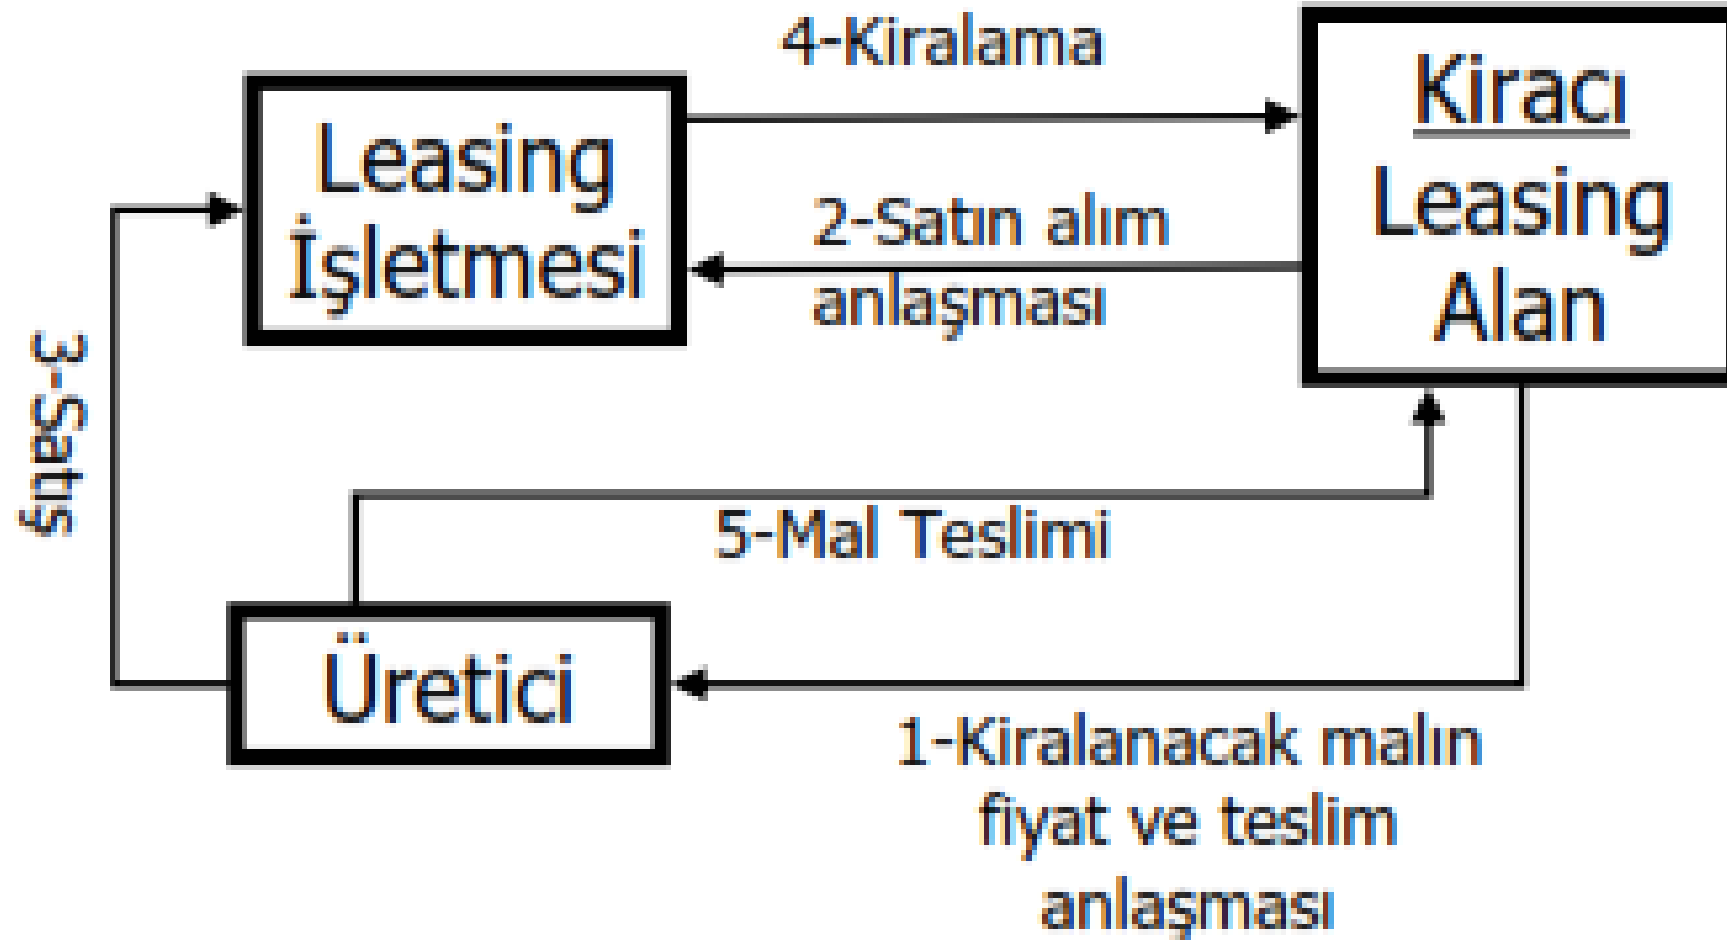 4-Kiralama
Kiracı
Leasing
Alan
Leasing
İşletmesi
2-Satın alım
anlaşması
3-Satış
5-Mal Teslimi
Üretici
1-Kiralanacak malın
fiyat ve teslim
anlaşması